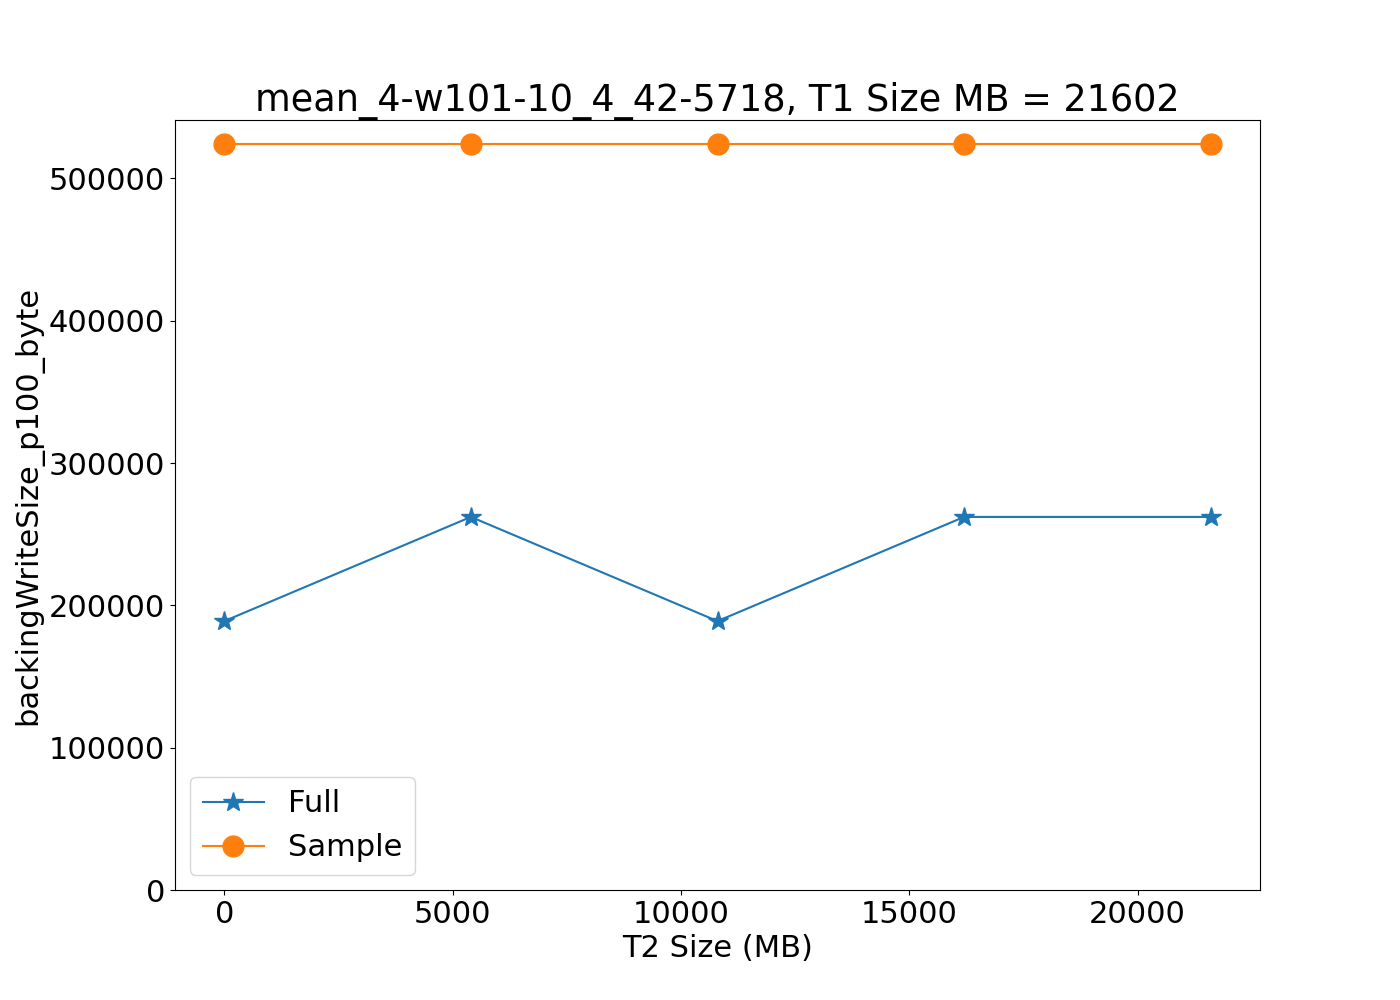 mean_4-w101-10_4_42-5718, T1 Size MB = 21602
backingWriteSize_p100_byte
500000
400000
300000
200000
100000
0
Full
Sample
0 5000 10000 15000 20000
T2 Size (MB)